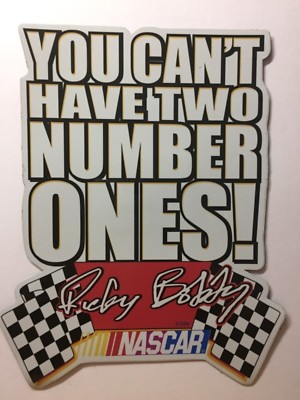 YOU CAN'T
HAVE TWO
NUMBER
ONES!
Ricky Bobby
NASCAR